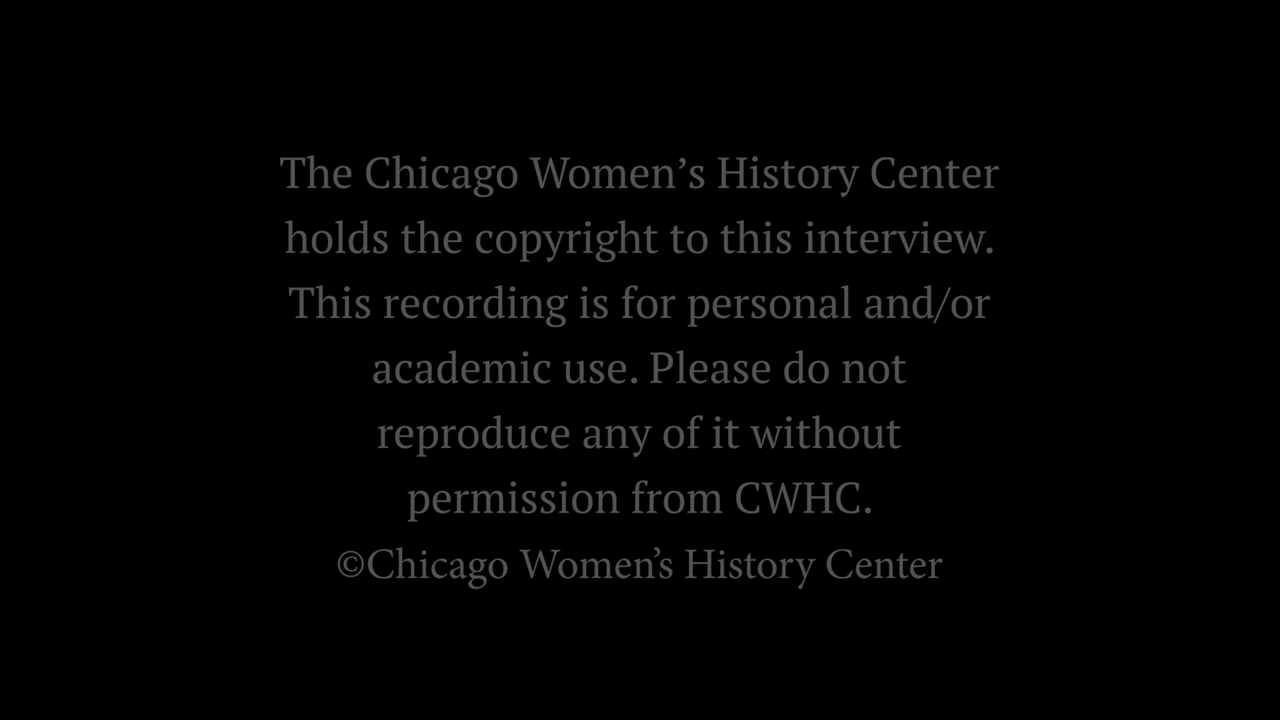 The Chicago Women’s History Center
holds the copyright to this interview.
This recording is for personal and/or
academic use. Please do not
reproduce any of it without
permission from CWHC.
©Chicago Women’s History Center